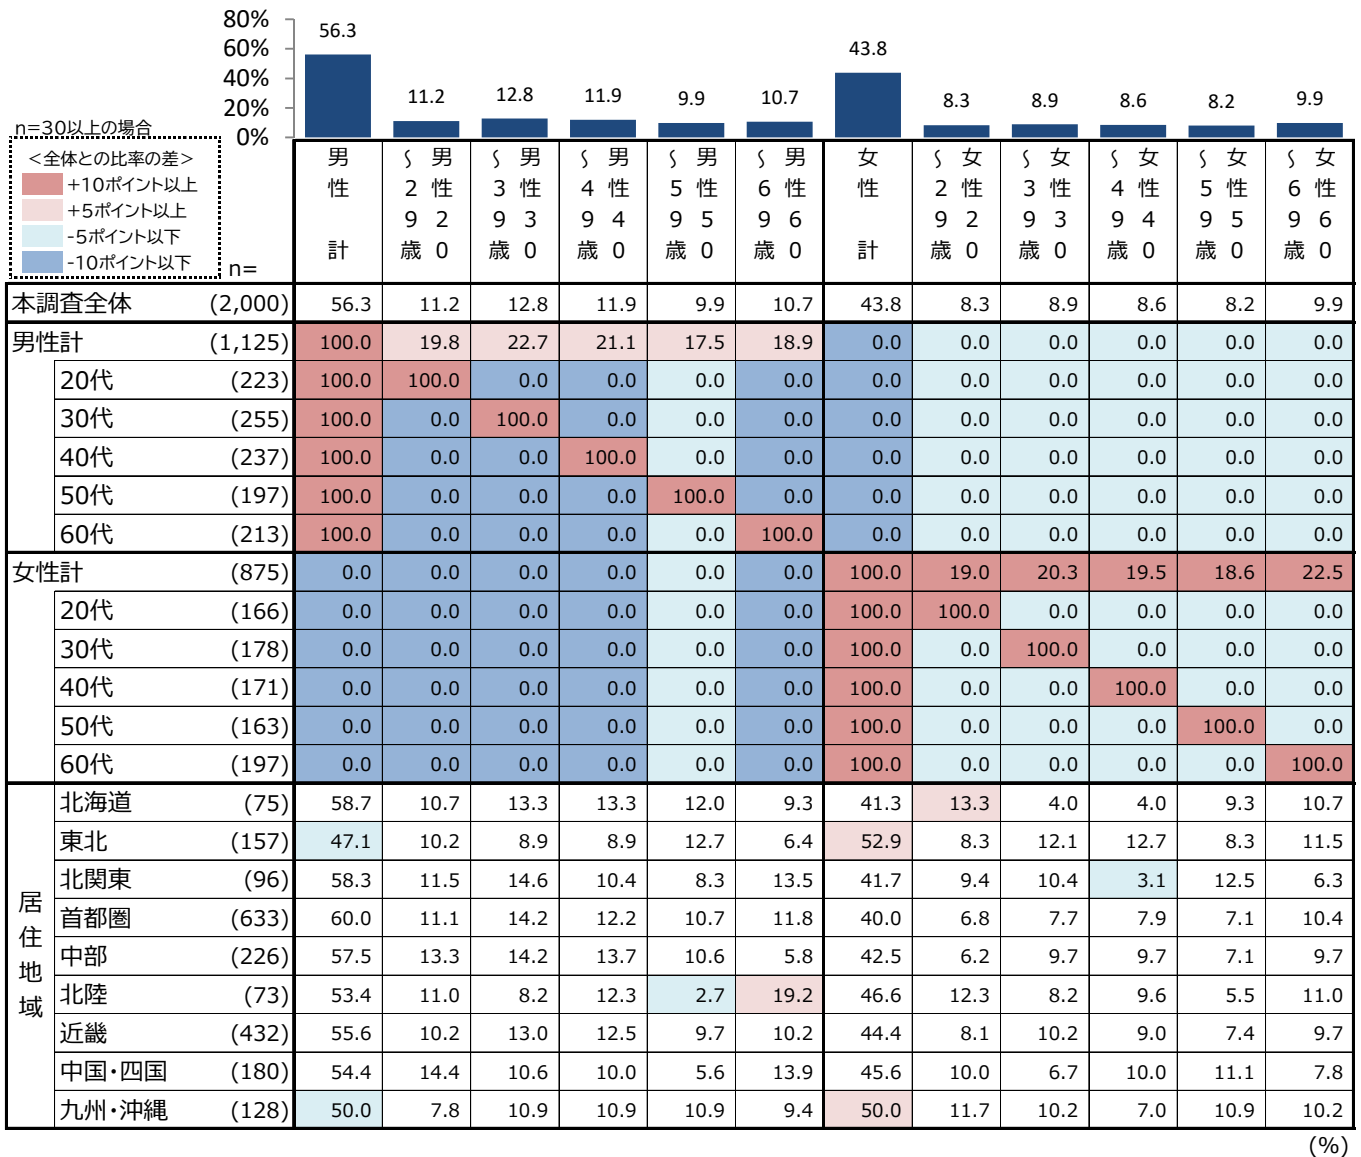 80%
60%
40%
20%
0%
56.3 11.2 12.8 11.9 9.9 10.7 43.8 8.3 8.9 8.6 8.2 9.9
n=30以上の場合
<全体との比率の差>
+10ポイント以上
+5ポイント以上
-5ポイント以下
-10ポイント以下
n=
男性 計
男性20～29歳
男性30～39歳
男性40～49歳
男性50～59歳
男性60～69歳
女性 計
女性20～29歳
女性30～39歳
女性40～49歳
女性50～59歳
女性60～69歳
本調査全体 (2,000) 56.3 11.2 12.8 11.9 9.9 10.7 43.8 8.3 8.9 8.6 8.2 9.9
男性計 (1,125) 100.0 19.8 22.7 21.1 17.5 18.9 0.0 0.0 0.0 0.0 0.0 0.0
20代 (223) 100.0 100.0 0.0 0.0 0.0 0.0 0.0 0.0 0.0 0.0 0.0 0.0
30代 (255) 100.0 0.0 100.0 0.0 0.0 0.0 0.0 0.0 0.0 0.0 0.0 0.0
40代 (237) 100.0 0.0 0.0 100.0 0.0 0.0 0.0 0.0 0.0 0.0 0.0 0.0
50代 (197) 100.0 0.0 0.0 0.0 100.0 0.0 0.0 0.0 0.0 0.0 0.0 0.0
60代 (213) 100.0 0.0 0.0 0.0 0.0 100.0 0.0 0.0 0.0 0.0 0.0 0.0
女性計 (875) 0.0 0.0 0.0 0.0 0.0 0.0 100.0 19.0 20.3 19.5 18.6 22.5
20代 (166) 0.0 0.0 0.0 0.0 0.0 0.0 100.0 100.0 0.0 0.0 0.0 0.0
30代 (178) 0.0 0.0 0.0 0.0 0.0 0.0 100.0 0.0 100.0 0.0 0.0 0.0
40代 (171) 0.0 0.0 0.0 0.0 0.0 0.0 100.0 0.0 0.0 100.0 0.0 0.0
50代 (163) 0.0 0.0 0.0 0.0 0.0 0.0 100.0 0.0 0.0 0.0 100.0 0.0
60代 (197) 0.0 0.0 0.0 0.0 0.0 0.0 100.0 0.0 0.0 0.0 0.0 100.0
居住地域
北海道 (75) 58.7 10.7 13.3 13.3 12.0 9.3 41.3 13.3 4.0 4.0 9.3 10.7
東北 (157) 47.1 10.2 8.9 8.9 12.7 6.4 52.9 8.3 12.1 12.7 8.3 11.5
北関東 (96) 58.3 11.5 14.6 10.4 8.3 13.5 41.7 9.4 10.4 3.1 12.5 6.3
首都圏 (633) 60.0 11.1 14.2 12.2 10.7 11.8 40.0 6.8 7.7 7.9 7.1 10.4
中部 (226) 57.5 13.3 14.2 13.7 10.6 5.8 42.5 6.2 9.7 9.7 7.1 9.7
北陸 (73) 53.4 11.0 8.2 12.3 2.7 19.2 46.6 12.3 8.2 9.6 5.5 11.0
近畿 (432) 55.6 10.2 13.0 12.5 9.7 10.2 44.4 8.1 10.2 9.0 7.4 9.7
中国・四国 (180) 54.4 14.4 10.6 10.0 5.6 13.9 45.6 10.0 6.7 10.0 11.1 7.8
九州・沖縄 (128) 50.0 7.8 10.9 10.9 10.9 9.4 50.0 11.7 10.2 7.0 10.9 10.2
(%)